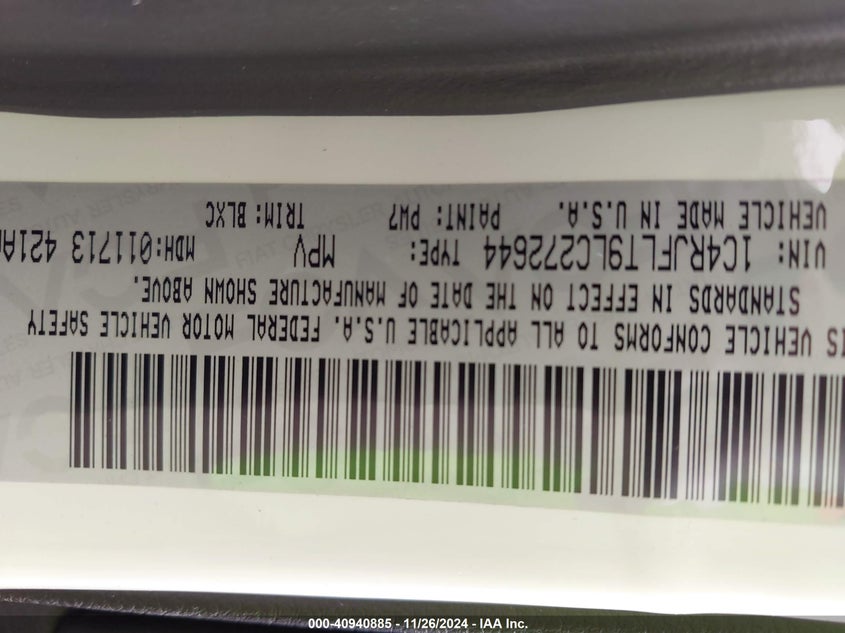 IS VEHICLE CONFORMS TO ALL APPLICABLE U.S.A. FEDERAL MOTOR VEHICLE SAFETY
STANDARDS IN EFFECT ON THE DATE OF MANUFACTURE SHOWN ABOVE.
VIN: 1C4RJFLT9LC272644 TYPE: MPV MDH:011713 421A
VEHICLE MADE IN U.S.A. PAINT: PW7 TRIM: BLXC
000-40940885 - 11/26/2024 - IAA Inc.